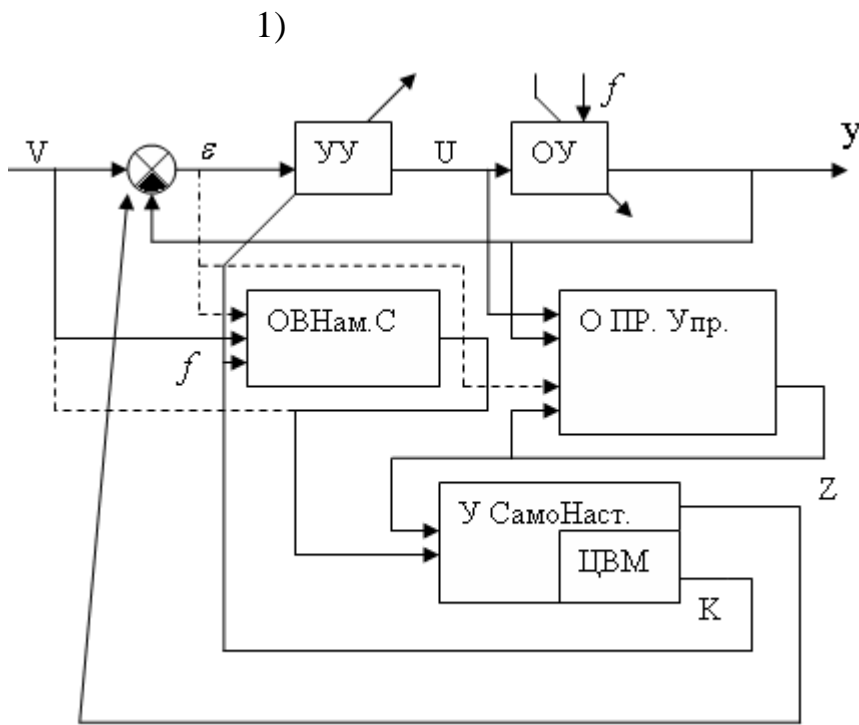 1)
V
ε
УУ
U
ОУ
f
y
ОВНам.С
f
О ПР. Упр.
У СамоНаст.
ЦВМ
Z
К